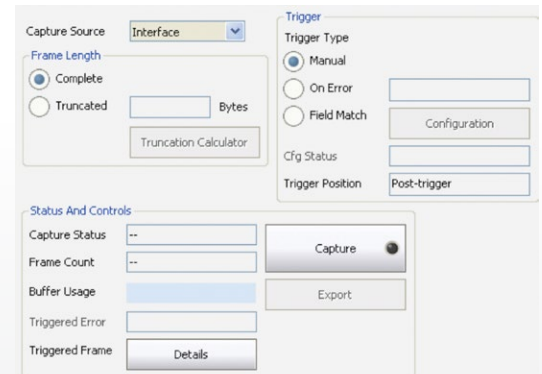 Capture Source Interface
Frame Length
Complete
Truncated Bytes
Truncation Calculator
Trigger
Trigger Type
Manual
On Error
Field Match Configuration
Cfg Status
Trigger Position Post-trigger
Status And Controls
Capture Status --
Capture
Frame Count --
Buffer Usage
Export
Triggered Error
Triggered Frame Details